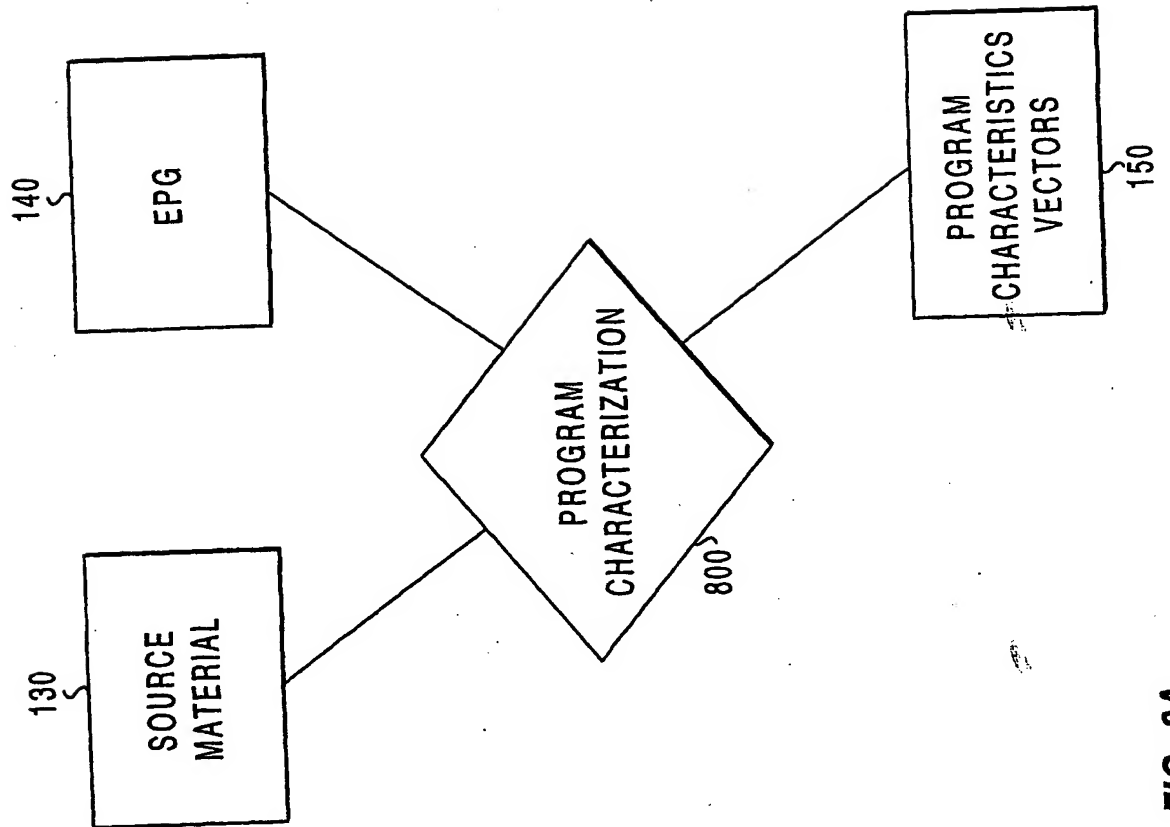 130
SOURCE
MATERIAL
140
EPG
PROGRAM
CHARACTERIZATION
800
PROGRAM
CHARACTERISTICS
VECTORS
150